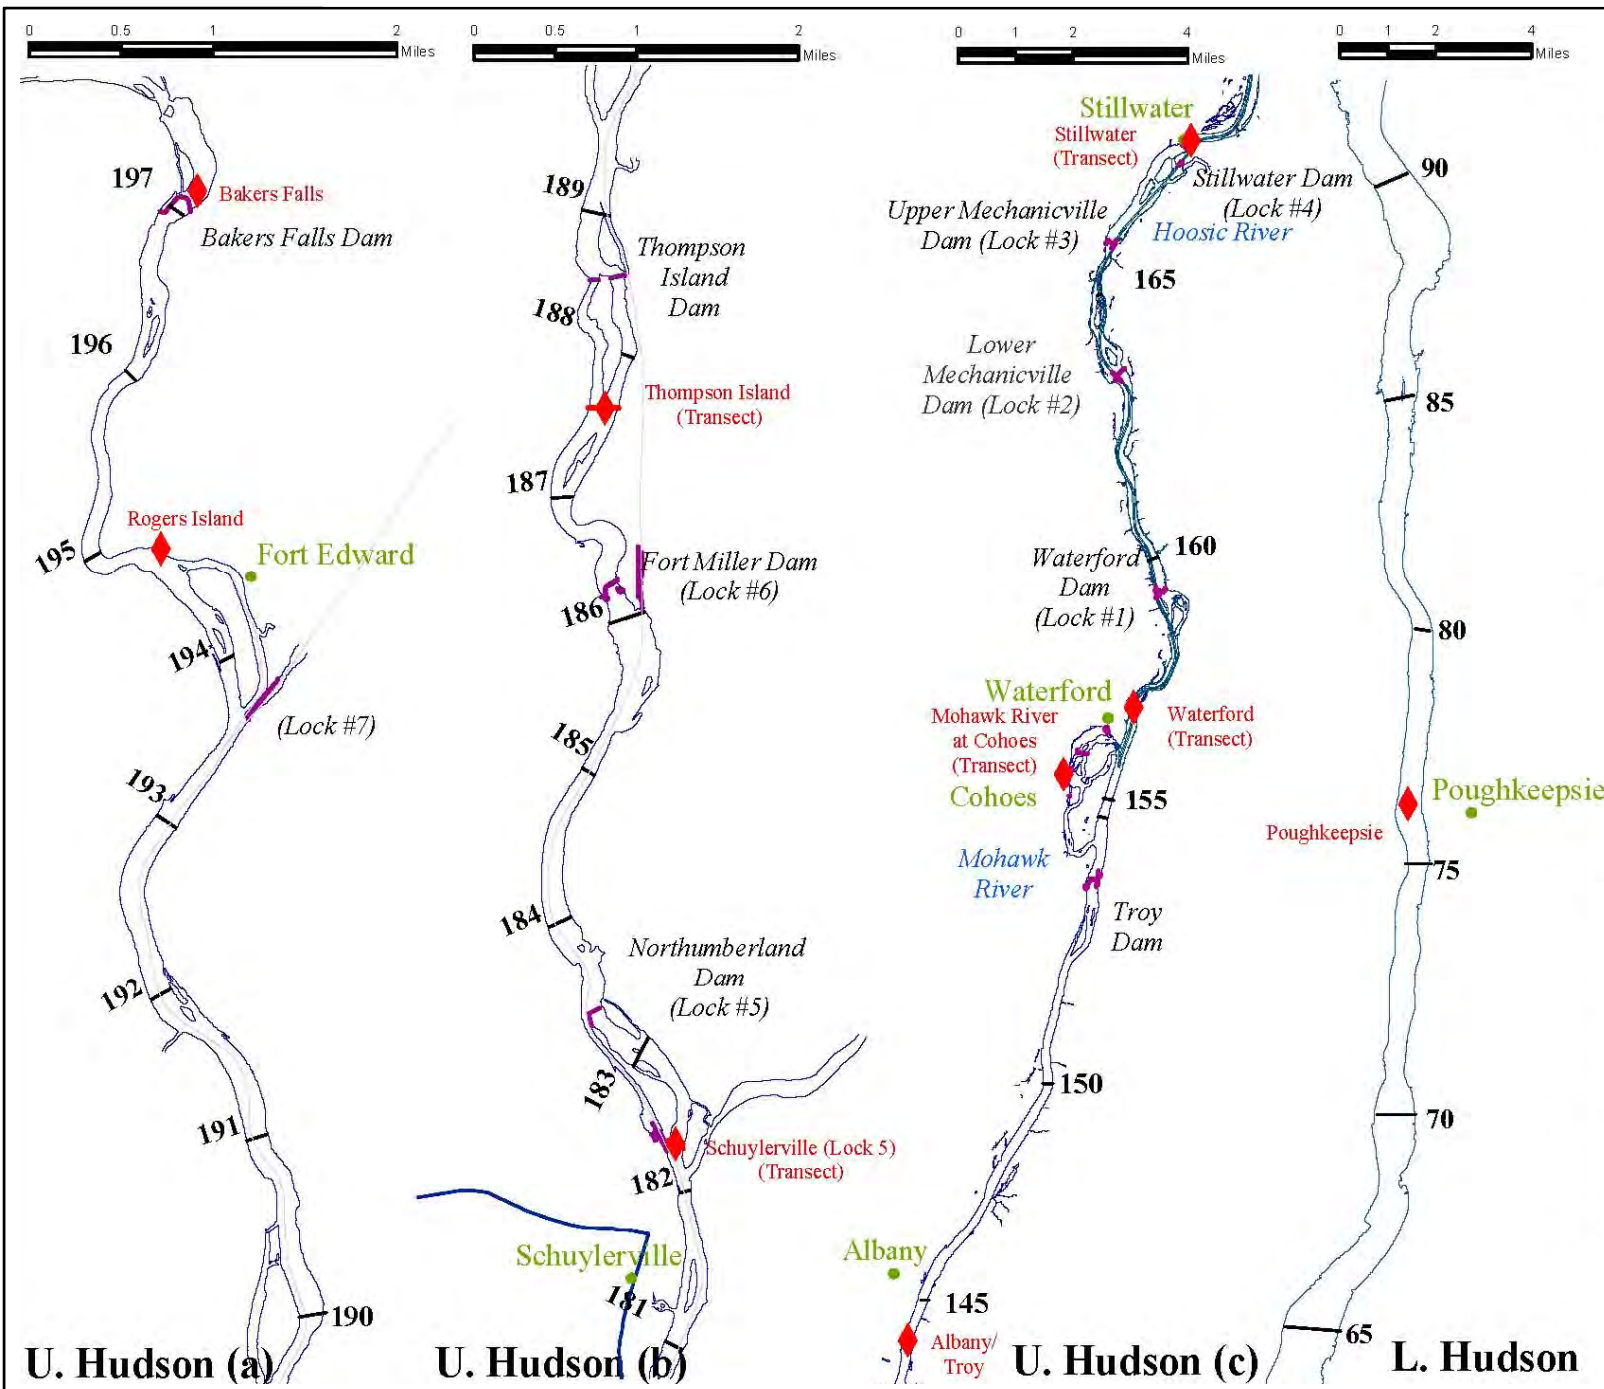 0 0.5 1 2
Miles
197
Bakers Falls
Bakers Falls Dam
196
Rogers Island
195
Fort Edward
194
(Lock #7)
193
192
191
190
U. Hudson (a)
0 0.5 1 2
Miles
189
Thompson
Island
Dam
188
Thompson Island
(Transect)
187
Fort Miller Dam
(Lock #6)
186
185
184
Northumberland
Dam
(Lock #5)
183
Schuylerville (Lock 5)
(Transect)
182
Schuylerville
181
U. Hudson (b)
0 1 2 4
Miles
Stillwater
Stillwater
(Transect)
Stillwater Dam
(Lock #4)
Upper Mechanicville
Dam (Lock #3)
Hoosic River
165
Lower
Mechanicville
Dam (Lock #2)
160
Waterford
Dam
(Lock #1)
Waterford
Mohawk River
at Cohoes
(Transect)
Waterford
(Transect)
Cohoes
155
Mohawk
River
Troy
Dam
150
Albany
145
Albany/
Troy
U. Hudson (c)
0 1 2 4
Miles
90
85
80
Poughkeepsie
Poughkeepsie
75
70
65
L. Hudson